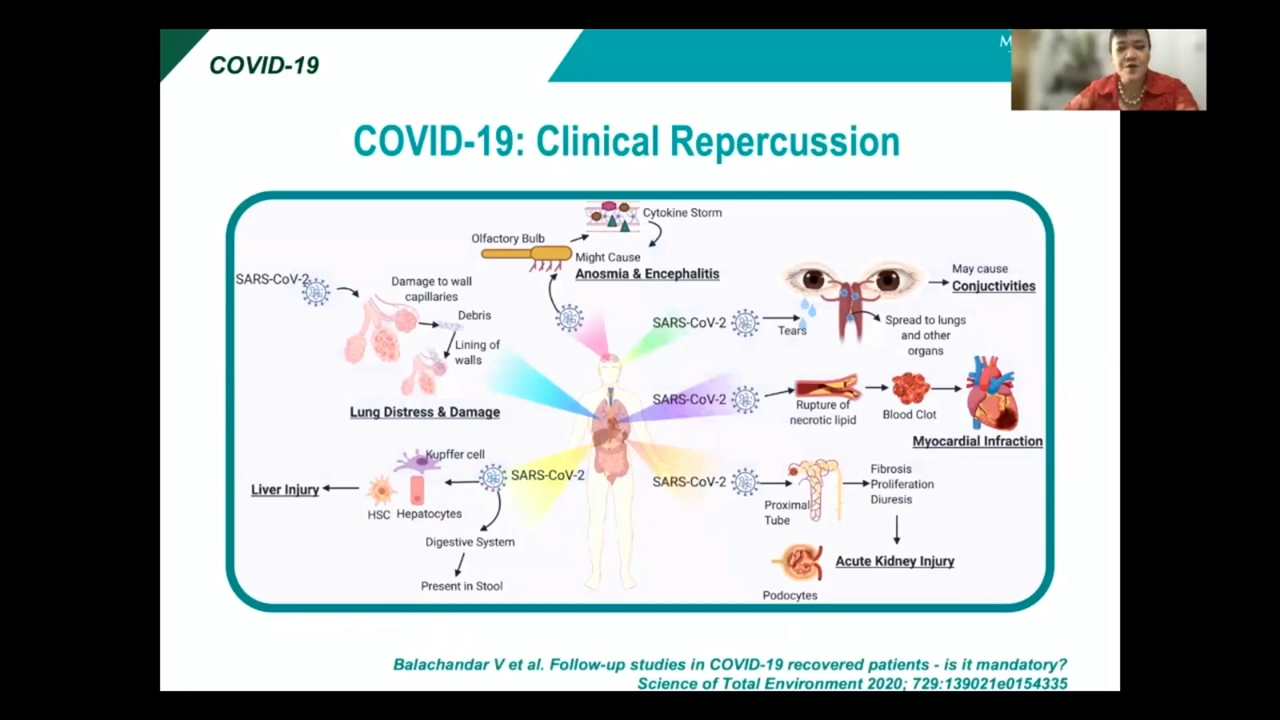 COVID-19
M
COVID-19: Clinical Repercussion
Cytokine Storm
Olfactory Bulb
Might Cause
Anosmia & Encephalitis
SARS-CoV-2
Damage to wall
capillaries
Debris
Lining of
walls
Lung Distress & Damage
SARS-CoV-2
Tears
May cause
Conjuctivities
Spread to lungs
and other
organs
SARS-CoV-2
Rupture of
necrotic lipid
Blood Clot
Myocardial Infraction
Kupffer cell
SARS-CoV-2
Liver Injury
HSC
Hepatocytes
Digestive System
Present in Stool
SARS-CoV-2
Proximal
Tube
Fibrosis
Proliferation
Diuresis
Acute Kidney Injury
Podocytes
Balachandar V et al. Follow-up studies in COVID-19 recovered patients - is it mandatory?
Science of Total Environment 2020; 729:139021e0154335